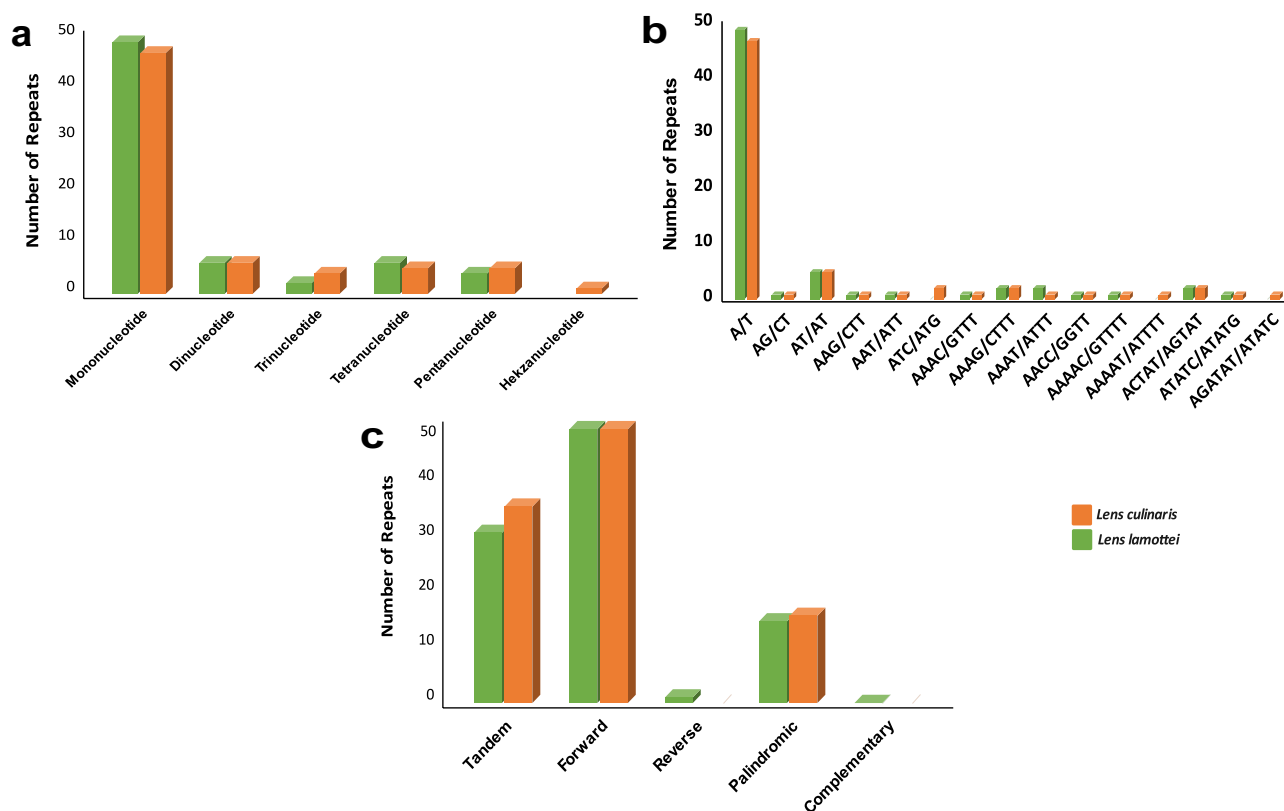 a
Number of Repeats
50
40
30
20
10
0
Mononucleotide
Dinucleotide
Trinucleotide
Tetranucleotide
Pentanucleotide
Hekzanucleotide
b
Number of Repeats
50
40
30
20
10
0
A/T
AG/CT
AT/AT
AAG/CTT
AAT/ATT
ATC/ATG
AAAC/GTTT
AAAG/CTTT
AAAT/ATTT
AACC/GGTT
AAAAC/GTTTT
AAAAT/ATTTT
ACTAT/AGTAT
ATATC/ATATG
AGATAT/ATATC
c
Number of Repeats
50
40
30
20
10
0
Tandem
Forward
Reverse
Palindromic
Complementary
Lens culinaris
Lens lamottei